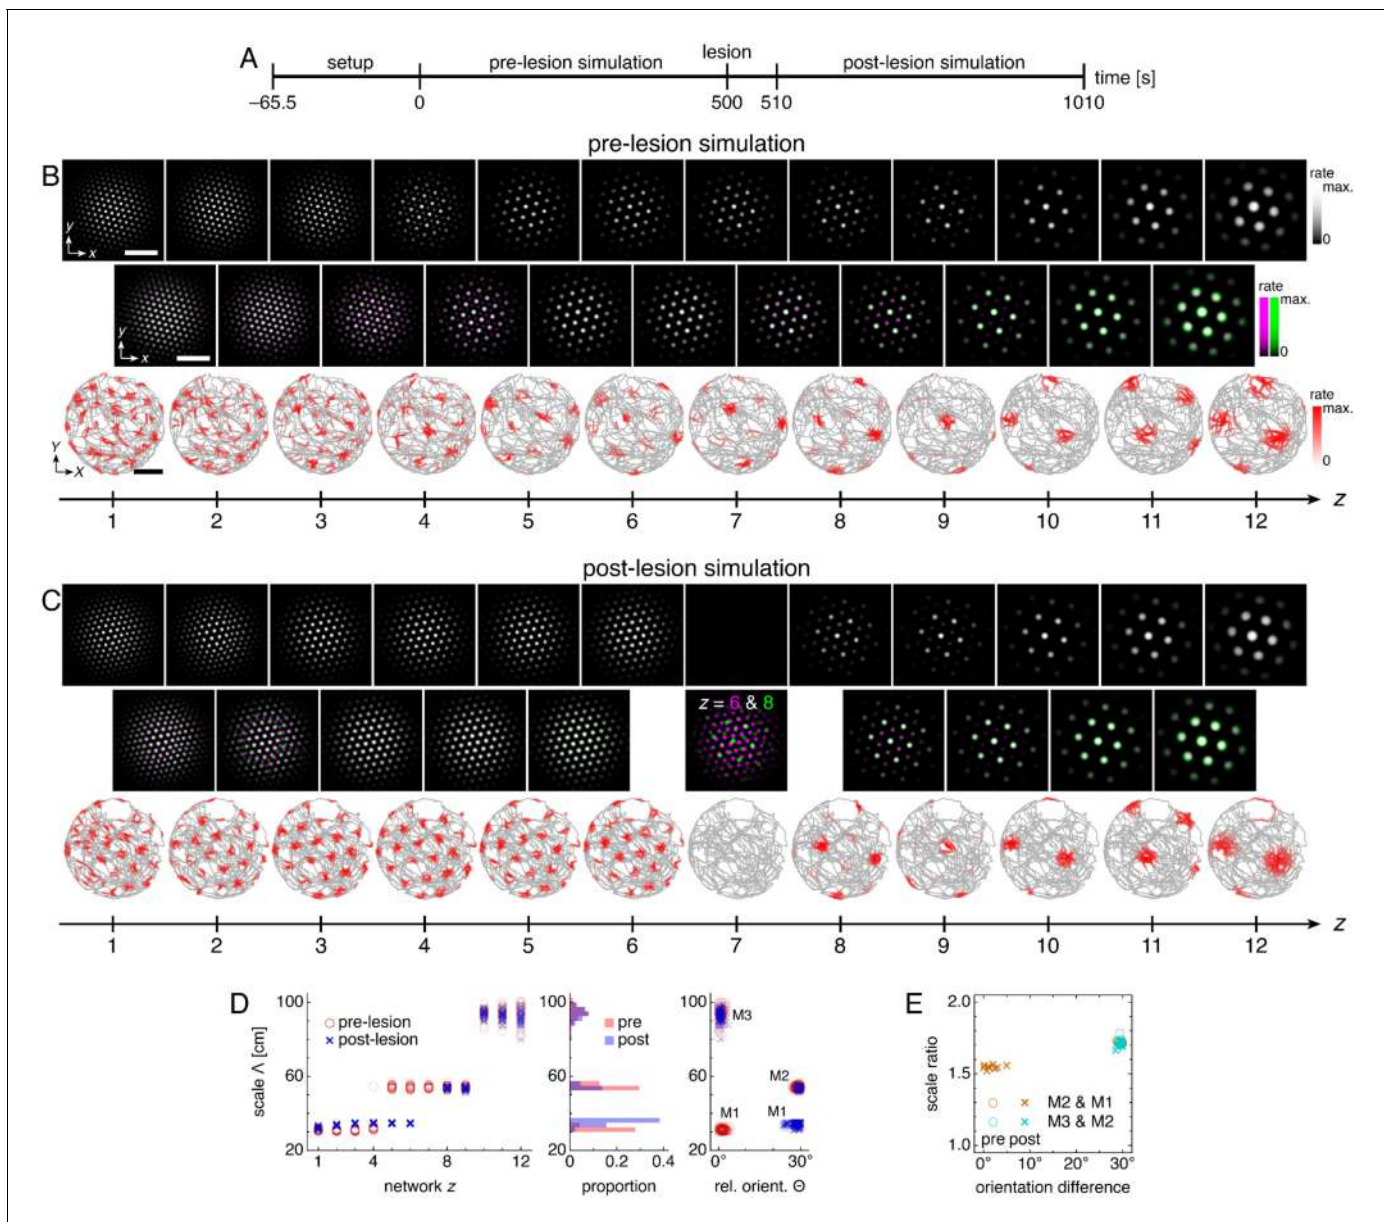 A
setup
pre-lesion simulation
lesion
post-lesion simulation
time [s]
−65.5
0
500
510
1010
pre-lesion simulation
B
y
x
rate
max.
0
y
x
rate
max.
0
Y
X
rate
max.
0
1 2 3 4 5 6 7 8 9 10 11 12 z
post-lesion simulation
C
z = 6 & 8
1 2 3 4 5 6 7 8 9 10 11 12 z
D
scale Λ [cm]
100
60
20
pre-lesion
post-lesion
1 4 8 12
network z
100
60
20
pre
post
0 0.2 0.4
proportion
100
60
20
M3
M2
M1
M1
0° 30°
rel. orient. Θ
E
scale ratio
2.0
1.5
1.0
M2 & M1
M3 & M2
pre post
0° 10° 20° 30°
orientation difference